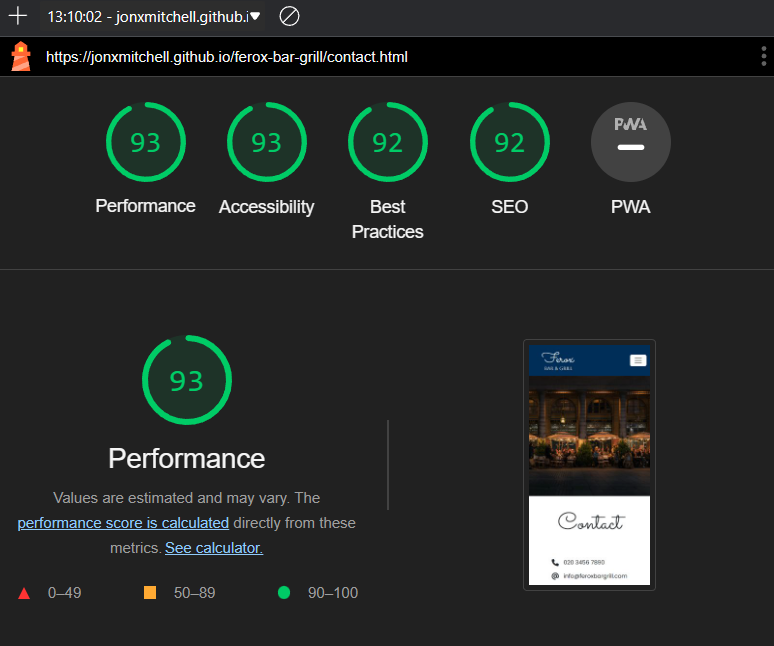 13:10:02 - jonxmitchell.github.i
https://jonxmitchell.github.io/ferox-bar-grill/contact.html
93
93
92
92
PWA
Performance
Accessibility
Best
Practices
SEO
PWA
93
Performance
Values are estimated and may vary. The
performance score is calculated directly from these
metrics. See calculator.
0–49
50–89
90–100
Ferox
BAR & GRILL
Contact
020 3456 7890
info@feroxbargrill.com